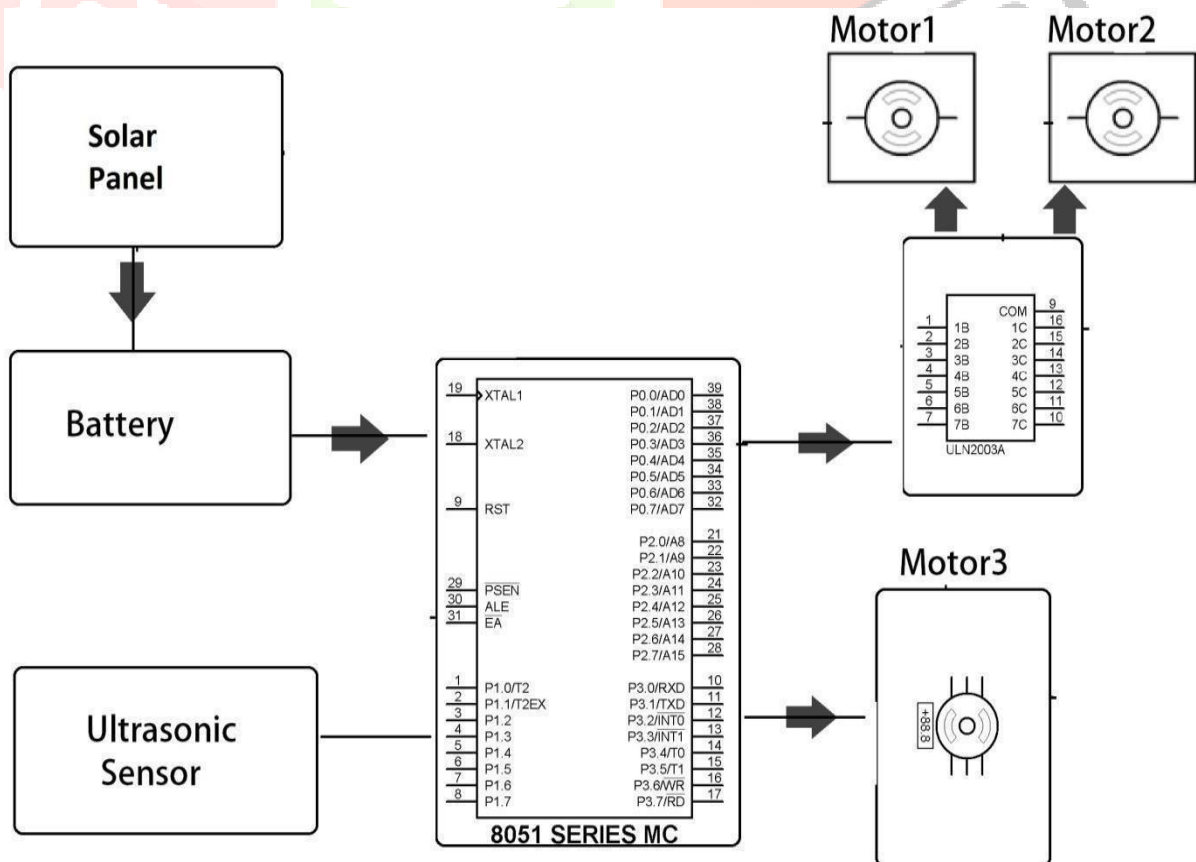 Motor1
Motor2
Solar
Panel
Battery
19 XTAL1
18 XTAL2
9 RST
29 PSEN
30 ALE
31 EA
1 P1.0/T2
2 P1.1/T2EX
3 P1.2
4 P1.3
5 P1.4
6 P1.5
7 P1.6
8 P1.7
P0.0/AD0 39
P0.1/AD1 38
P0.2/AD2 37
P0.3/AD3 36
P0.4/AD4 35
P0.5/AD5 34
P0.6/AD6 33
P0.7/AD7 32
P2.0/A8 21
P2.1/A9 22
P2.2/A10 23
P2.3/A11 24
P2.4/A12 25
P2.5/A13 26
P2.6/A14 27
P2.7/A15 28
P3.0/RXD 10
P3.1/TXD 11
P3.2/INT0 12
P3.3/INT1 13
P3.4/T0 14
P3.5/T1 15
P3.6/WR 16
P3.7/RD 17
8051 SERIES MC
COM 9
1 1B 1C 16
2 2B 2C 15
3 3B 3C 14
4 4B 4C 13
5 5B 5C 12
6 6B 6C 11
7 7B 7C 10
ULN2003A
Motor3
+88.8
Ultrasonic
Sensor